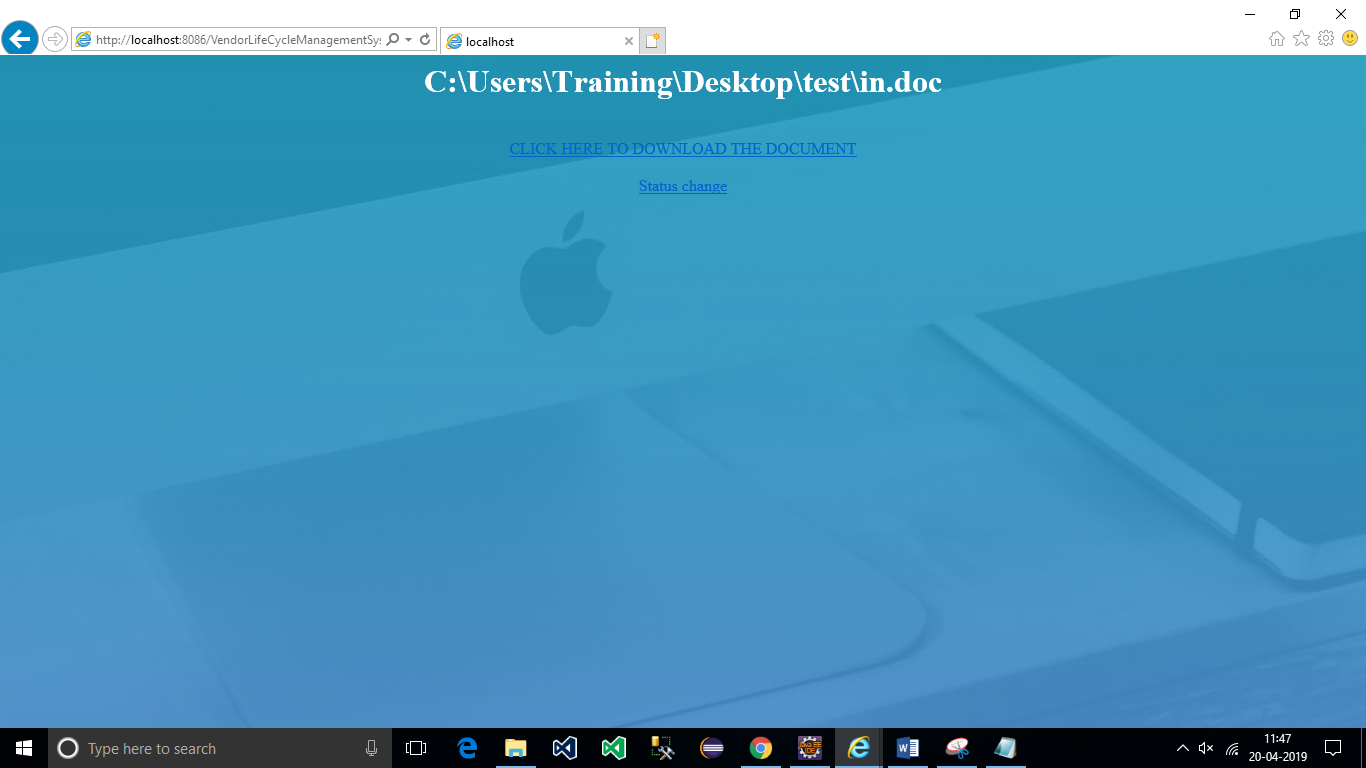 http://localhost:8086/VendorLifeCycleManagementSy
localhost
C:\Users\Training\Desktop\test\in.doc
CLICK HERE TO DOWNLOAD THE DOCUMENT
Status change
Type here to search
11:47
20-04-2019